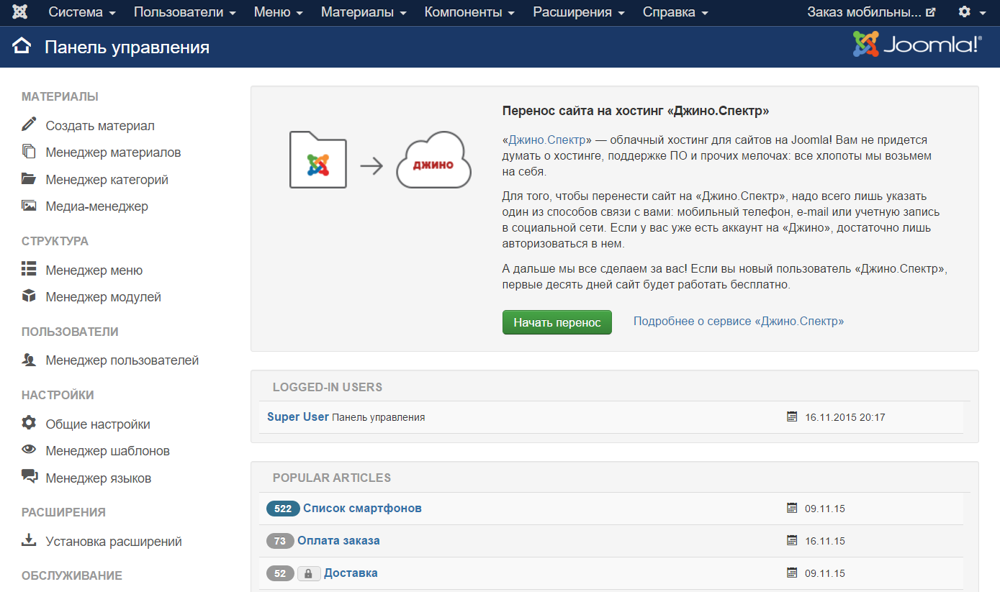 Система Пользователи Меню Материалы Компоненты Расширения Справка Заказ мобильны...
Панель управления
Joomla!®
МАТЕРИАЛЫ
Создать материал
Менеджер материалов
Менеджер категорий
Медиа-менеджер
СТРУКТУРА
Менеджер меню
Менеджер модулей
ПОЛЬЗОВАТЕЛИ
Менеджер пользователей
НАСТРОЙКИ
Общие настройки
Менеджер шаблонов
Менеджер языков
РАСШИРЕНИЯ
Установка расширений
ОБСЛУЖИВАНИЕ
джино
Перенос сайта на хостинг «Джино.Спектр»
«Джино.Спектр» — облачный хостинг для сайтов на Joomla! Вам не придется
думать о хостинге, поддержке ПО и прочих мелочах: все хлопоты мы возьмем
на себя.
Для того, чтобы перенести сайт на «Джино.Спектр», надо всего лишь указать
один из способов связи с вами: мобильный телефон, e-mail или учетную запись
в социальной сети. Если у вас уже есть аккаунт на «Джино», достаточно лишь
авторизоваться в нем.
А дальше мы все сделаем за вас! Если вы новый пользователь «Джино.Спектр»,
первые десять дней сайт будет работать бесплатно.
Начать перенос Подробнее о сервисе «Джино.Спектр»
LOGGED-IN USERS
Super User Панель управления 16.11.2015 20:17
POPULAR ARTICLES
522 Список смартфонов 09.11.15
73 Оплата заказа 16.11.15
52 Доставка 09.11.15